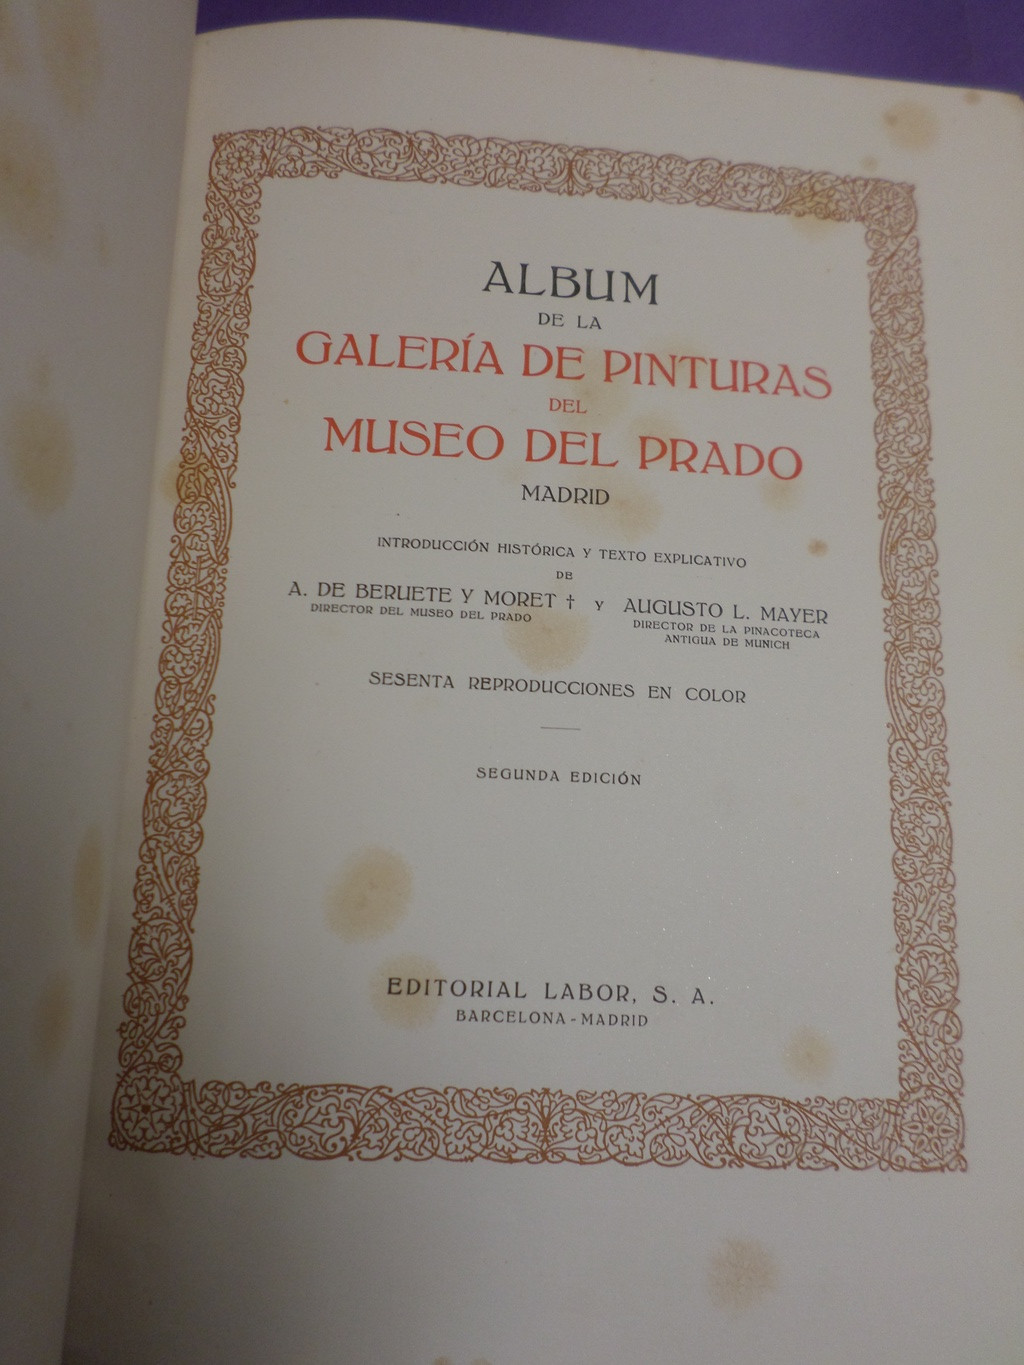 ALBUM
DE LA
GALERÍA DE PINTURAS
DEL
MUSEO DEL PRADO
MADRID
INTRODUCCIÓN HISTÓRICA Y TEXTO EXPLICATIVO
DE
A. DE BERUETE Y MORET † Y AUGUSTO L. MAYER
DIRECTOR DEL MUSEO DEL PRADO DIRECTOR DE LA PINACOTECA
ANTIGUA DE MUNICH
SESENTA REPRODUCCIONES EN COLOR
SEGUNDA EDICIÓN
EDITORIAL LABOR, S. A.
BARCELONA-MADRID